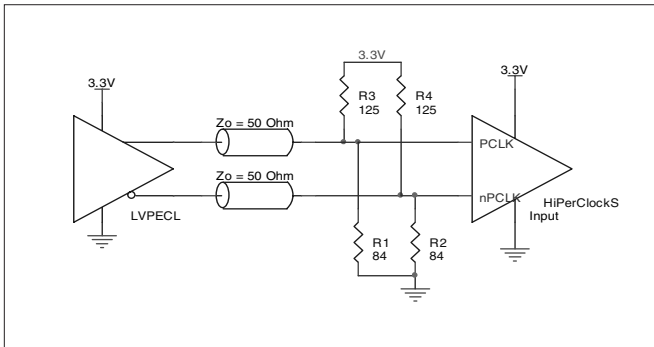 3.3V
3.3V
3.3V
R3
125
R4
125
Zo = 50 Ohm
PCLK
Zo = 50 Ohm
nPCLK
HiPerClockS
Input
LVPECL
R1
84
R2
84